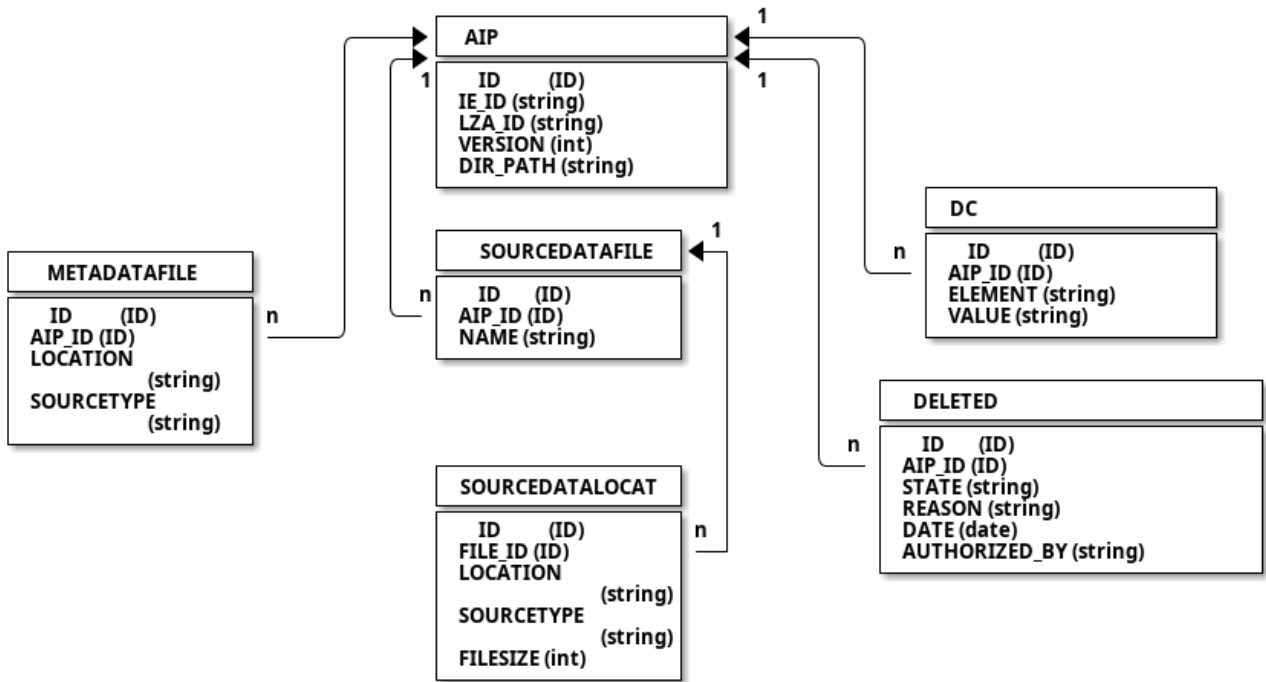 1
AIP
1
1
ID (ID)
IE_ID (string)
LZA_ID (string)
VERSION (int)
DIR_PATH (string)
DC
n
ID (ID)
AIP_ID (ID)
ELEMENT (string)
VALUE (string)
1
SOURCEDATAFILE
n
ID (ID)
AIP_ID (ID)
NAME (string)
METADATAFILE
n
ID (ID)
AIP_ID (ID)
LOCATION
(string)
SOURCETYPE
(string)
DELETED
n
ID (ID)
AIP_ID (ID)
STATE (string)
REASON (string)
DATE (date)
AUTHORIZED_BY (string)
SOURCEDATALOCAT
n
ID (ID)
FILE_ID (ID)
LOCATION
(string)
SOURCETYPE
(string)
FILESIZE (int)